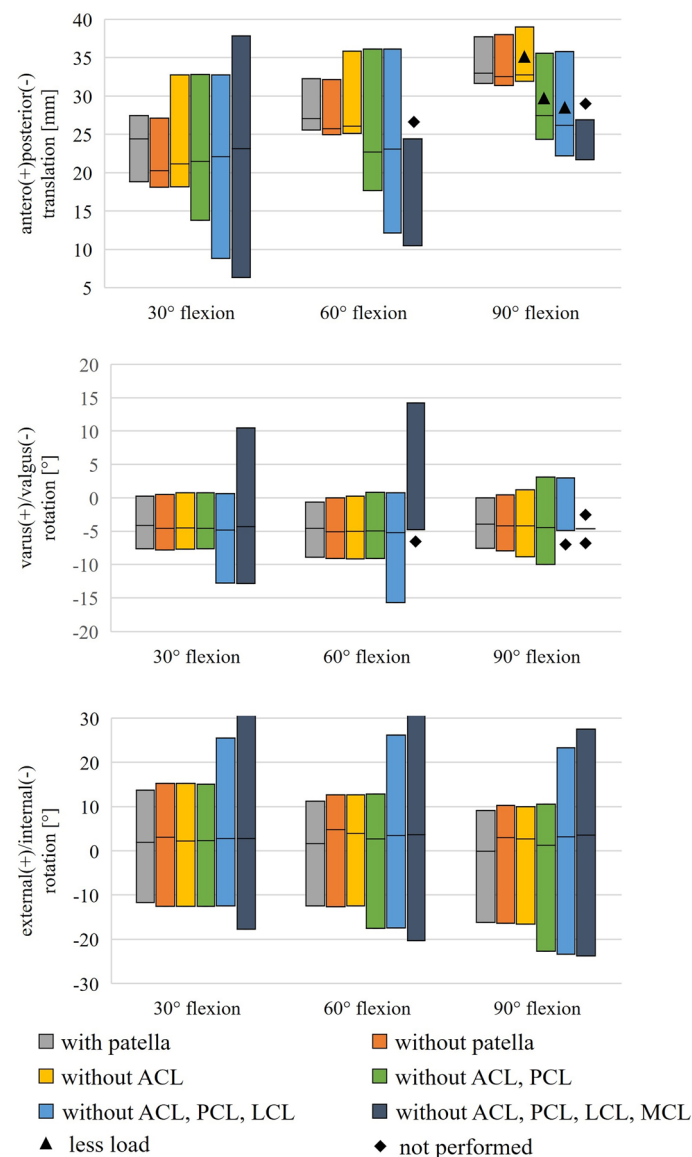 antero(+)posterior(-)
translation [mm]
40
35
30
25
20
15
10
5
30° flexion 60° flexion 90° flexion
varus(+)/valgus(-)
rotation [°]
20
15
10
5
0
-5
-10
-15
-20
30° flexion 60° flexion 90° flexion
external(+)/internal(-)
rotation [°]
30
20
10
0
-10
-20
-30
30° flexion 60° flexion 90° flexion
with patella without patella
without ACL without ACL, PCL
without ACL, PCL, LCL without ACL, PCL, LCL, MCL
less load not performed